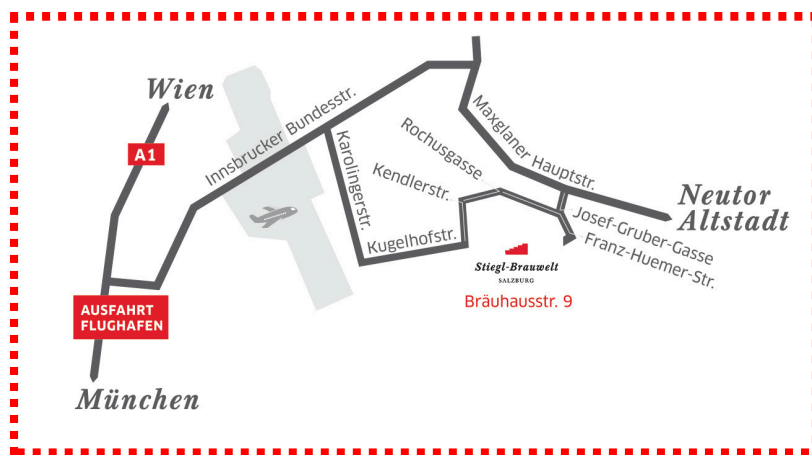 Wien
A1
Innsbrucker Bundesstr.
Maxglaner Hauptstr.
Rochusgasse
Karolingerstr.
Kendlerstr.
Neutor
Altstadt
Josef-Gruber-Gasse
Kugelhofstr.
Franz-Huemer-Str.
Stiegl-Brauwelt
SALZBURG
Bräuhausstr. 9
AUSFAHRT
FLUGHAFEN
München